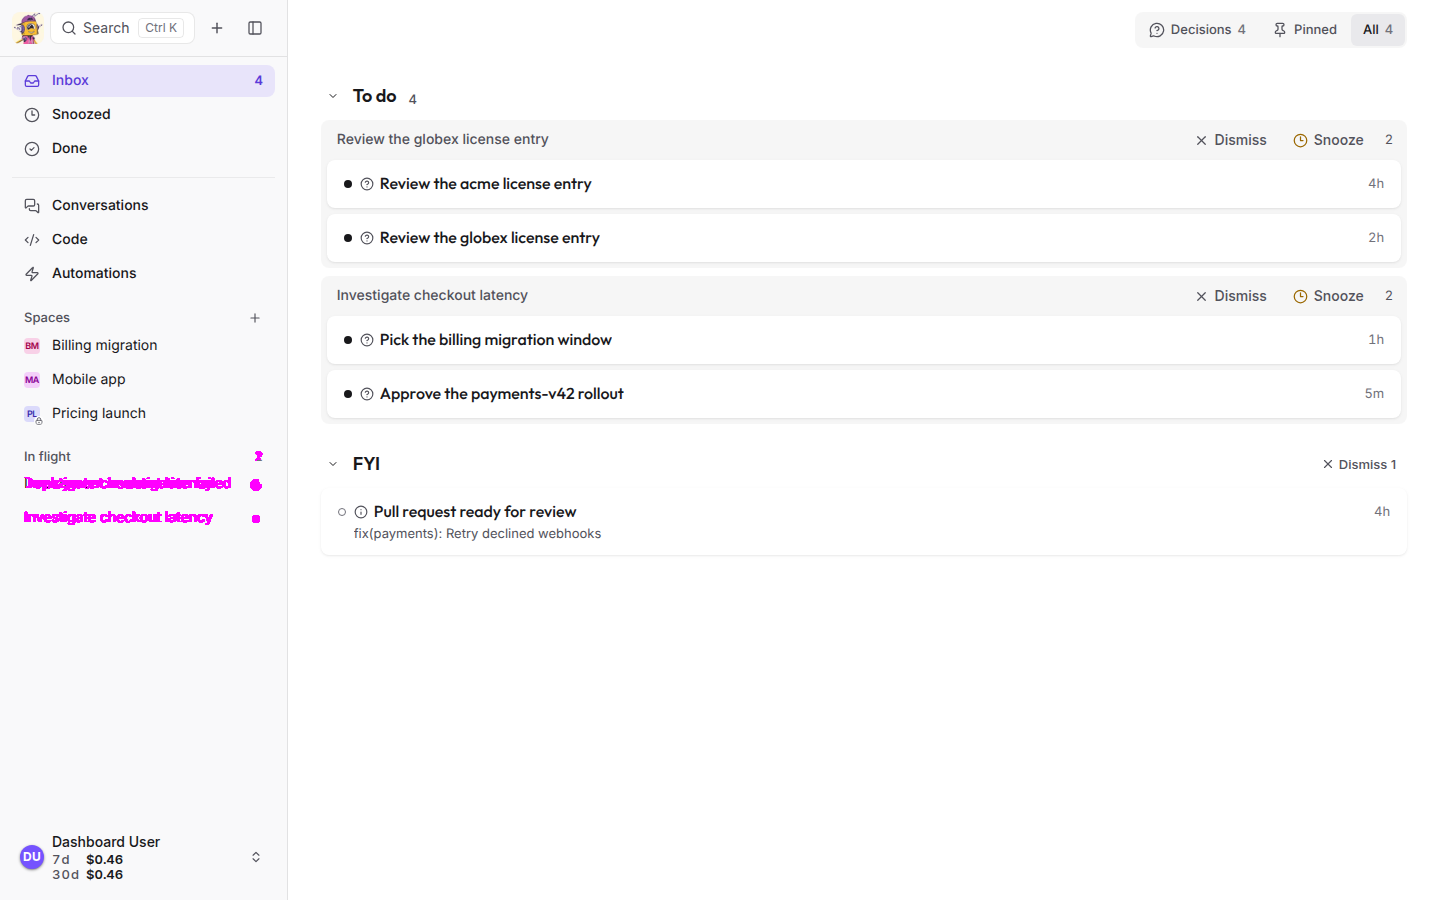 Search Ctrl K
Inbox 4
Snoozed
Done
Conversations
Code
Automations
Spaces
BM Billing migration
MA Mobile app
PL Pricing launch
In flight
Investigate checkout latency
DU Dashboard User
7d $0.46
30d $0.46
Decisions 4 Pinned All 4
To do 4
Review the globex license entry Dismiss Snooze 2
Review the acme license entry 4h
Review the globex license entry 2h
Investigate checkout latency Dismiss Snooze 2
Pick the billing migration window 1h
Approve the payments-v42 rollout 5m
FYI Dismiss 1
Pull request ready for review 4h
fix(payments): Retry declined webhooks